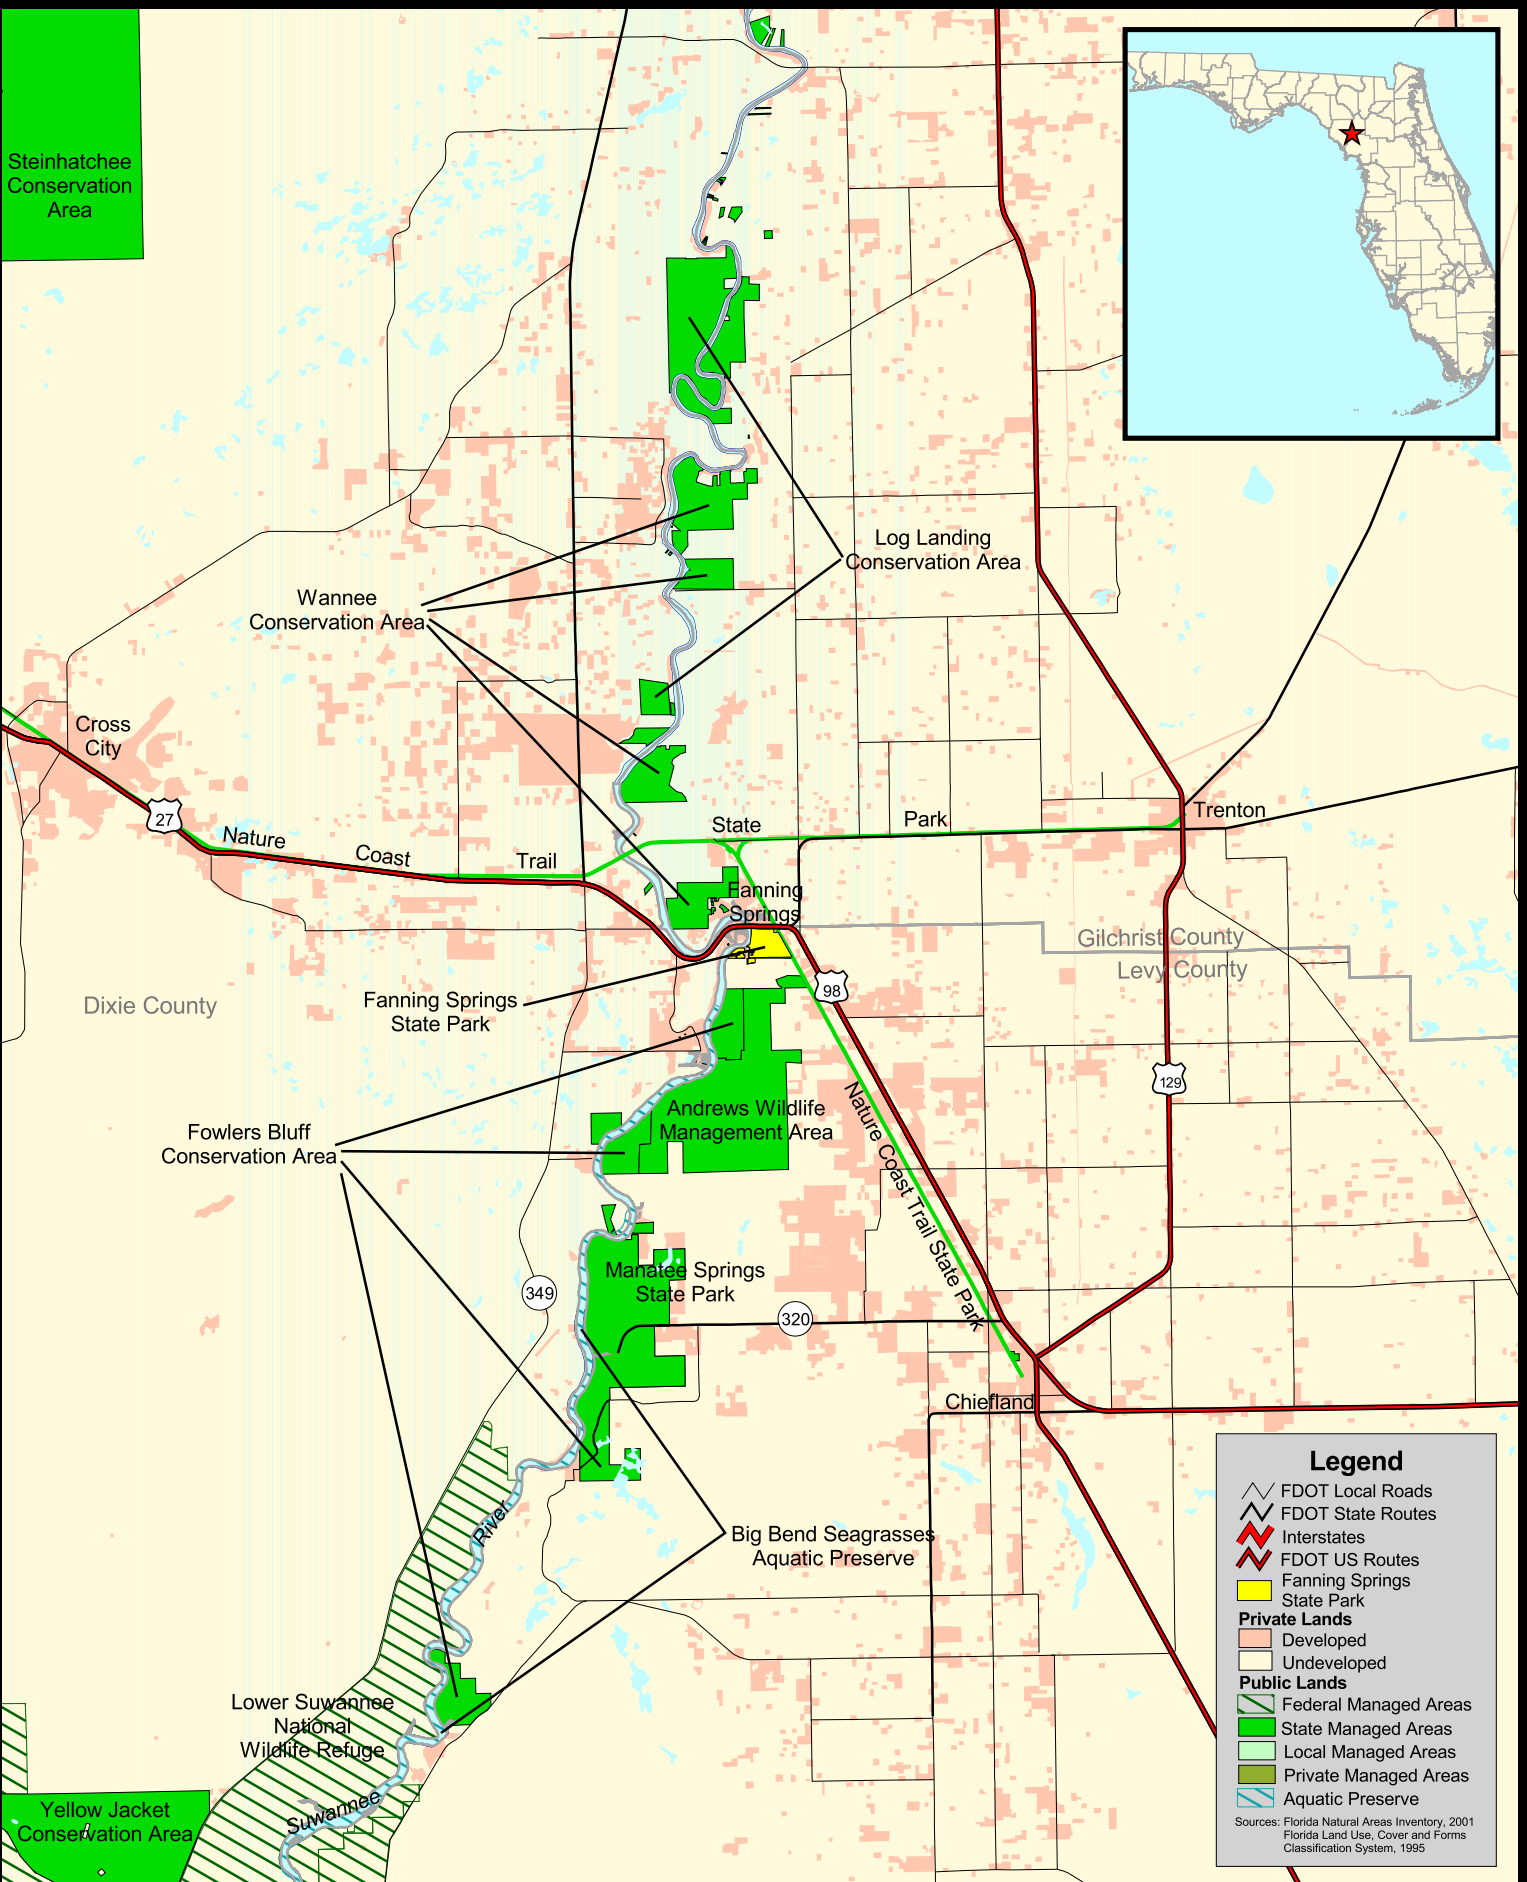 Steinhatchee
Conservation
Area
Log Landing
Conservation Area
Wannee
Conservation Area
Cross
City
27
Nature
Coast
Trail
State
Park
Trenton
Fanning
Springs
Gilchrist County
Levy County
98
Dixie County
Fanning Springs
State Park
129
Nature Coast Trail State Park
Andrews Wildlife
Management Area
Fowlers Bluff
Conservation Area
Manatee Springs
State Park
349
320
Chiefland
River
Big Bend Seagrasses
Aquatic Preserve
Lower Suwannee
National
Wildlife Refuge
Suwannee
Yellow Jacket
Conservation Area
Legend
FDOT Local Roads
FDOT State Routes
Interstates
FDOT US Routes
Fanning Springs
State Park
Private Lands
Developed
Undeveloped
Public Lands
Federal Managed Areas
State Managed Areas
Local Managed Areas
Private Managed Areas
Aquatic Preserve
Sources: Florida Natural Areas Inventory, 2001
Florida Land Use, Cover and Forms
Classification System, 1995